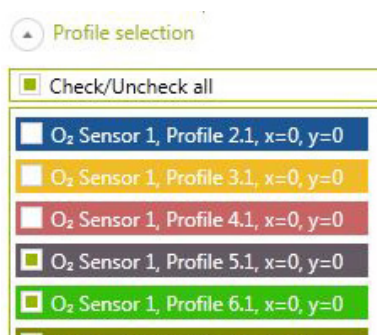 Profile selection
Check/Uncheck all
O₂ Sensor 1, Profile 2.1, x=0, y=0
O₂ Sensor 1, Profile 3.1, x=0, y=0
O₂ Sensor 1, Profile 4.1, x=0, y=0
O₂ Sensor 1, Profile 5.1, x=0, y=0
O₂ Sensor 1, Profile 6.1, x=0, y=0